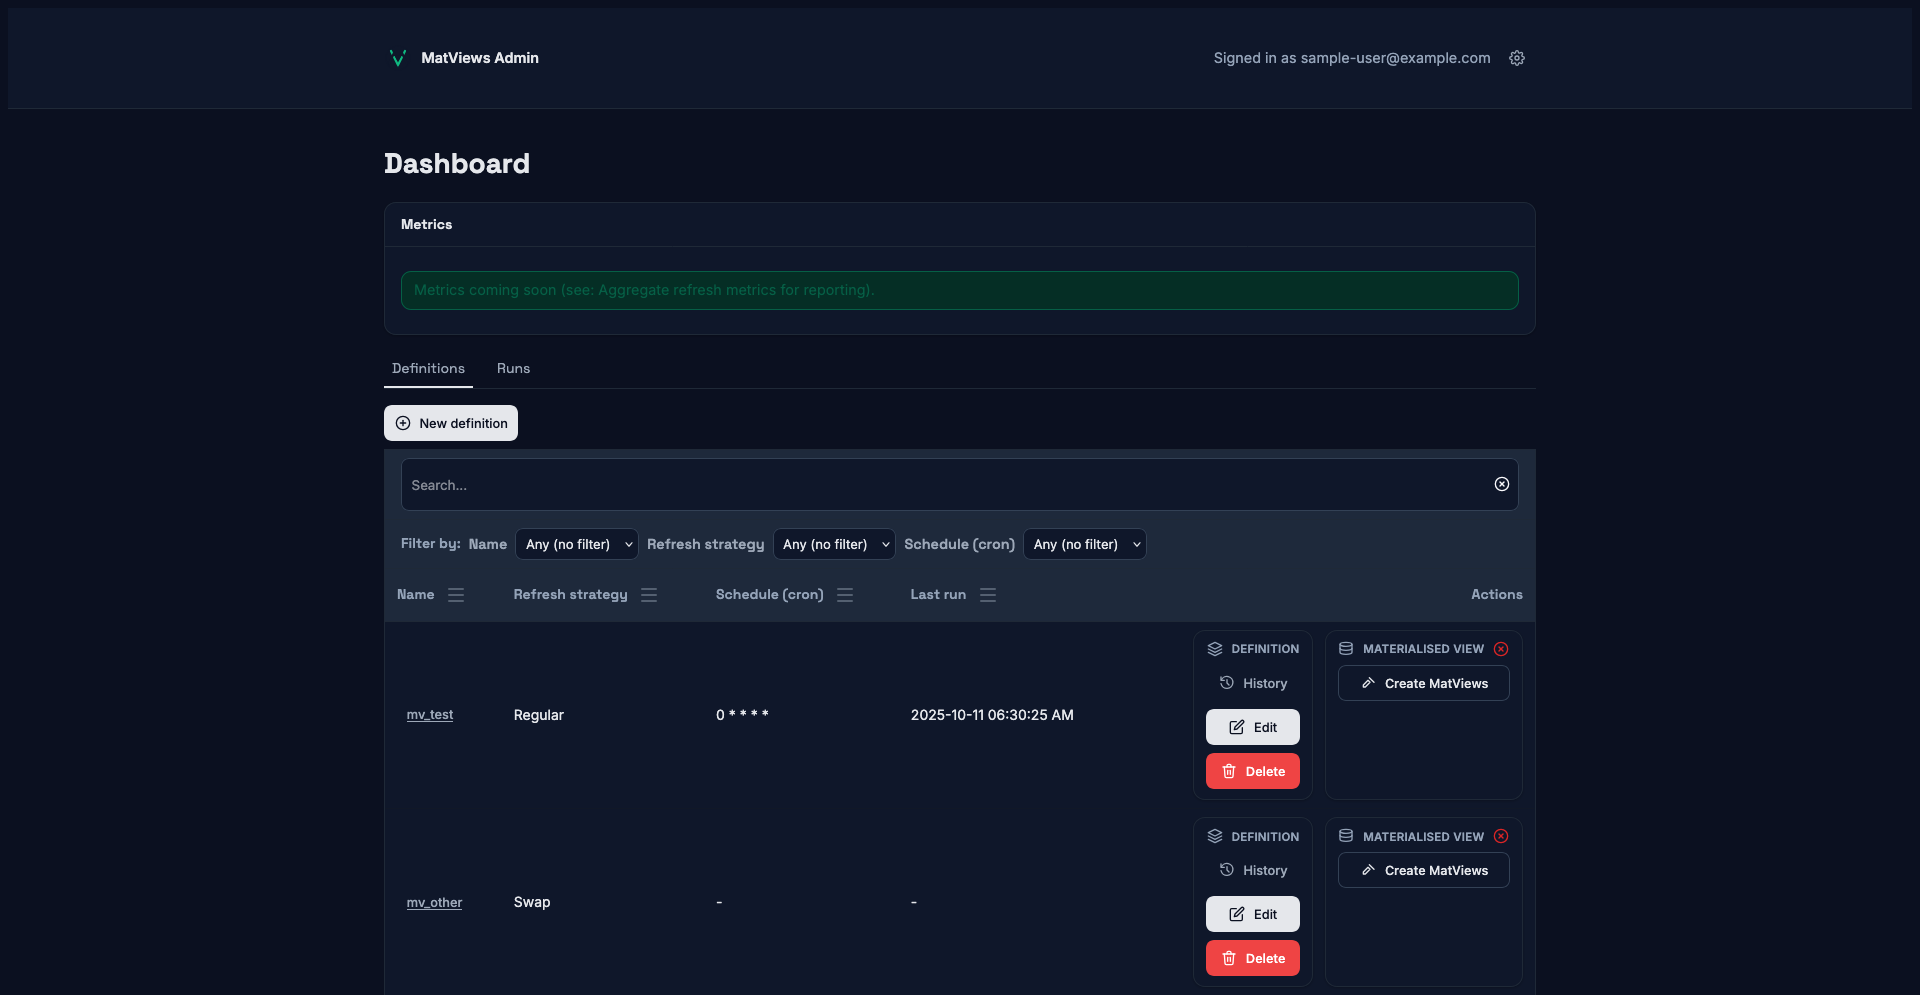 MatViews Admin
Signed in as sample-user@example.com
Dashboard
Metrics
Metrics coming soon (see: Aggregate refresh metrics for reporting).
Definitions Runs
New definition
Search...
Filter by: Name Any (no filter) Refresh strategy Any (no filter) Schedule (cron) Any (no filter)
Name Refresh strategy Schedule (cron) Last run Actions
DEFINITION MATERIALISED VIEW
History Create MatViews
mv_test Regular 0 * * * * 2025-10-11 06:30:25 AM
Edit
Delete
DEFINITION MATERIALISED VIEW
History Create MatViews
mv_other Swap - -
Edit
Delete